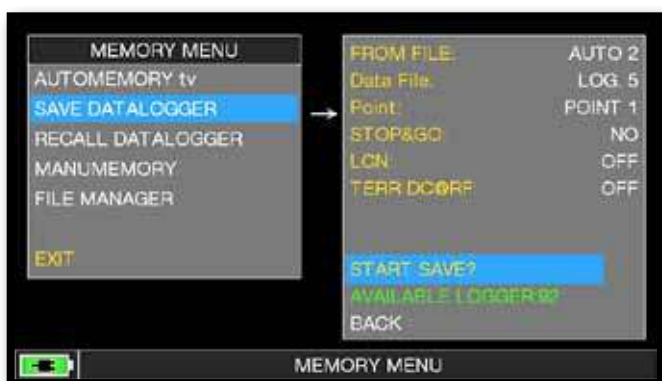 MEMORY MENU
AUTOMEMORY tv
SAVE DATALOGGER
RECALL DATALOGGER
MANUMEMORY
FILE MANAGER
EXIT
→
FROM FILE: AUTO 2
Data File: LOG. 5
Point: POINT 1
STOP&GO NO
LCN: OFF
TERR DC@RF OFF
START SAVE?
AVAILABLE LOGGER:92
BACK
MEMORY MENU